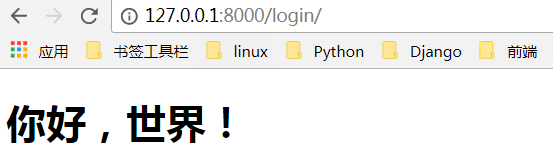 127.0.0.1:8000/login/
应用 书签工具栏 linux Python Django 前端
你好，世界！